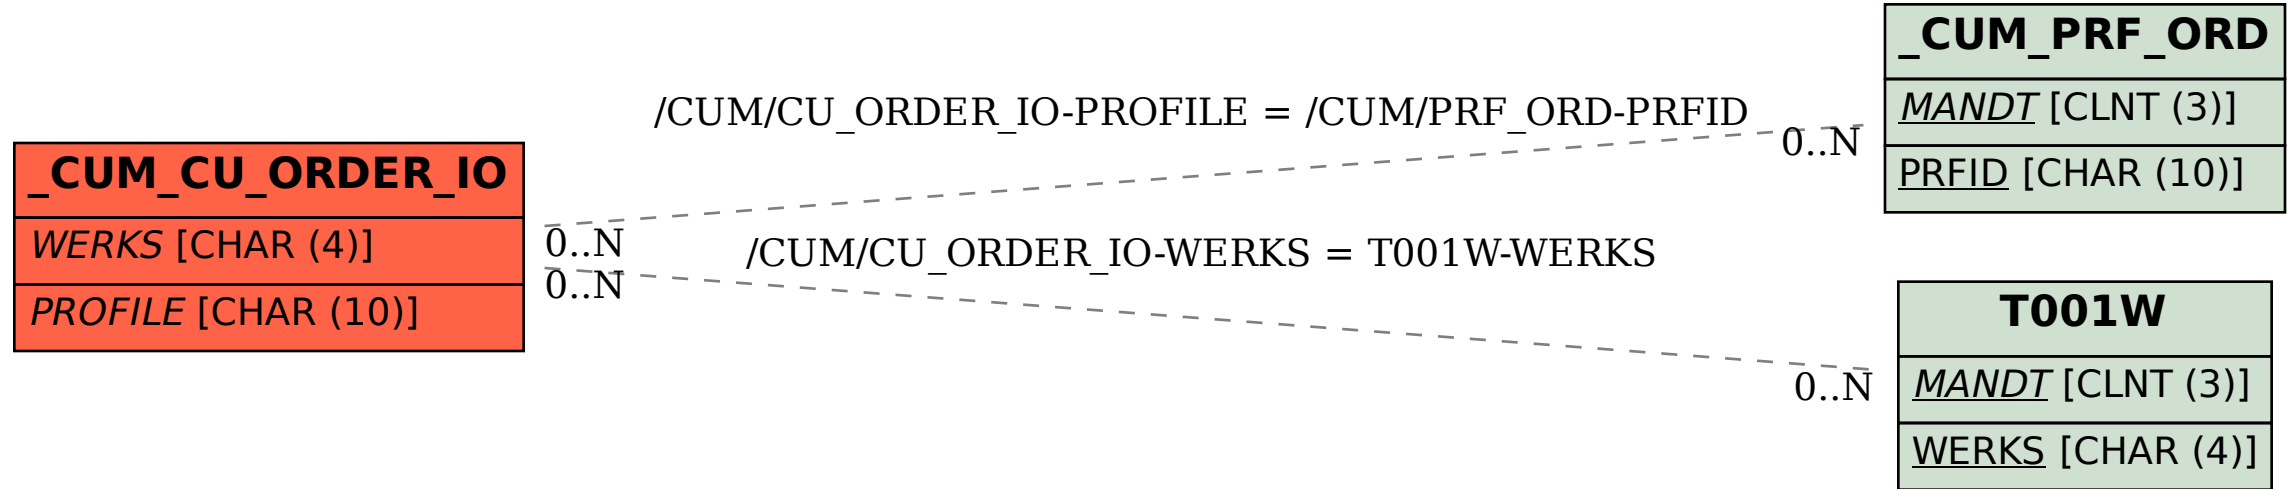 _CUM_CU_ORDER_IO
WERKS [CHAR (4)]
PROFILE [CHAR (10)]
/CUM/CU_ORDER_IO-PROFILE = /CUM/PRF_ORD-PRFID
0..N
0..N
/CUM/CU_ORDER_IO-WERKS = T001W-WERKS
0..N
0..N
_CUM_PRF_ORD
MANDT [CLNT (3)]
PRFID [CHAR (10)]
T001W
MANDT [CLNT (3)]
WERKS [CHAR (4)]